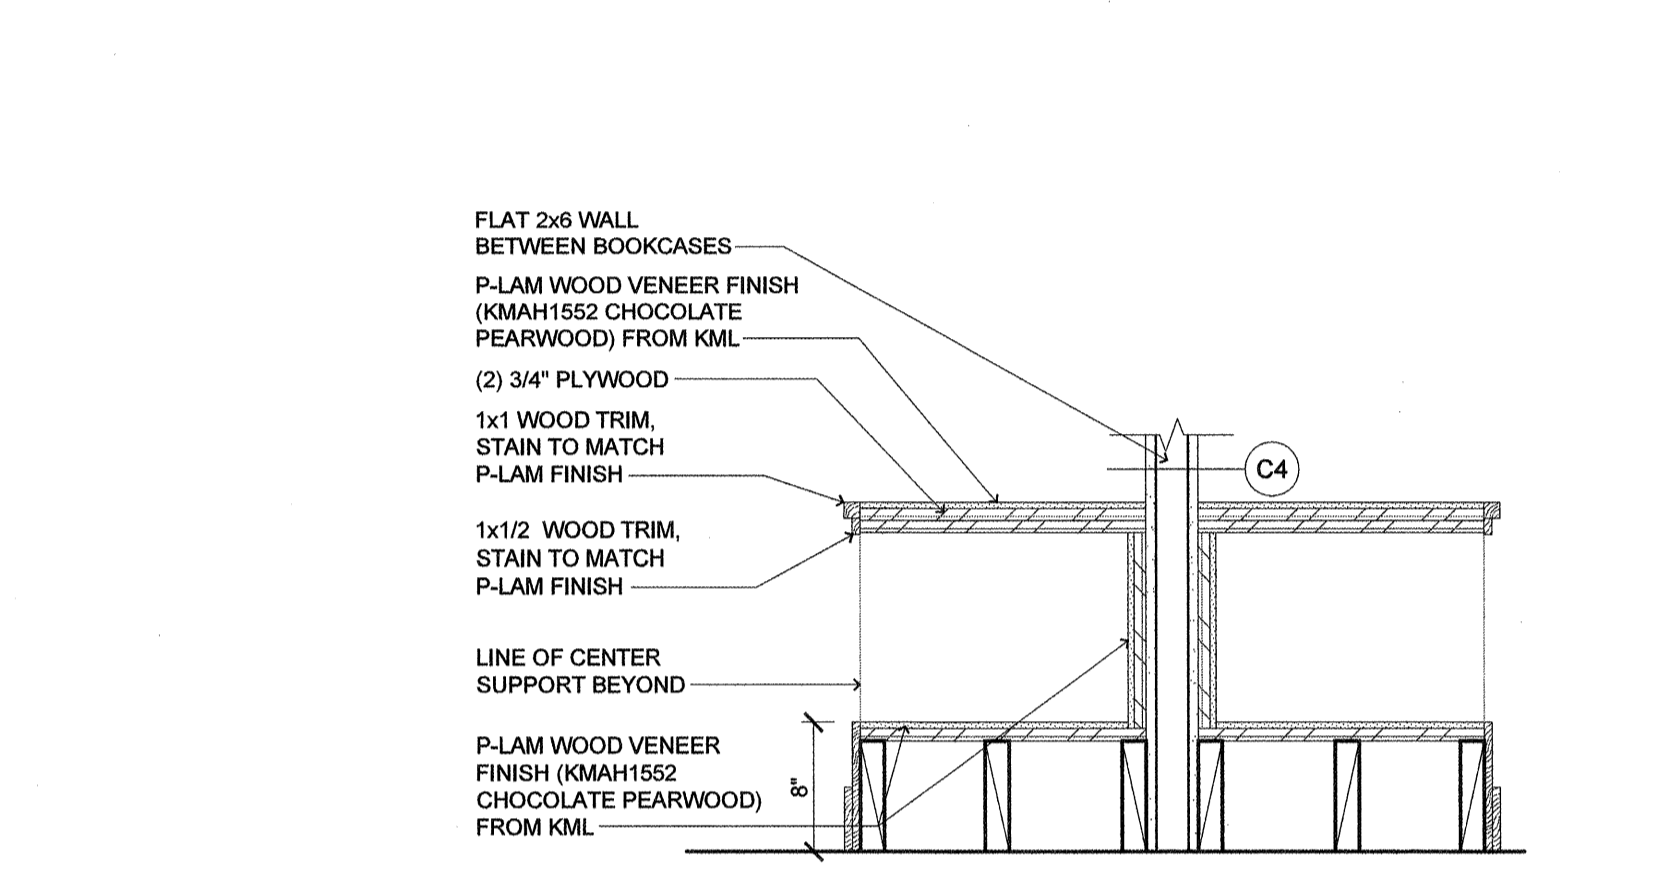 FLAT 2x6 WALL
BETWEEN BOOKCASES
P-LAM WOOD VENEER FINISH
(KMAH1552 CHOCOLATE
PEARWOOD) FROM KML
(2) 3/4" PLYWOOD
1x1 WOOD TRIM,
STAIN TO MATCH
P-LAM FINISH
C4
1x1/2 WOOD TRIM,
STAIN TO MATCH
P-LAM FINISH
LINE OF CENTER
SUPPORT BEYOND
P-LAM WOOD VENEER
FINISH (KMAH1552
CHOCOLATE PEARWOOD)
FROM KML
8"